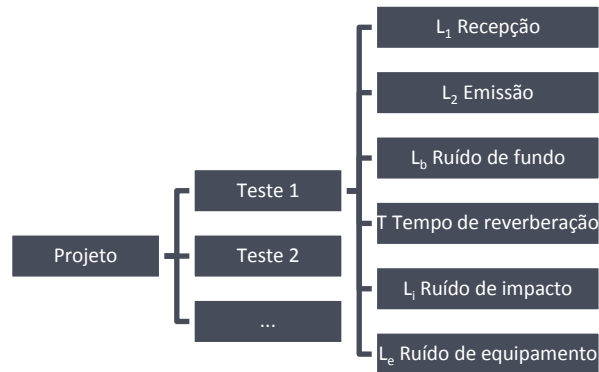 L₁ Recepção
L₂ Emissão
L_b Ruído de fundo
Teste 1
T Tempo de reverberação
Projeto
Teste 2
Lᵢ Ruído de impacto
...
Lₑ Ruído de equipamento